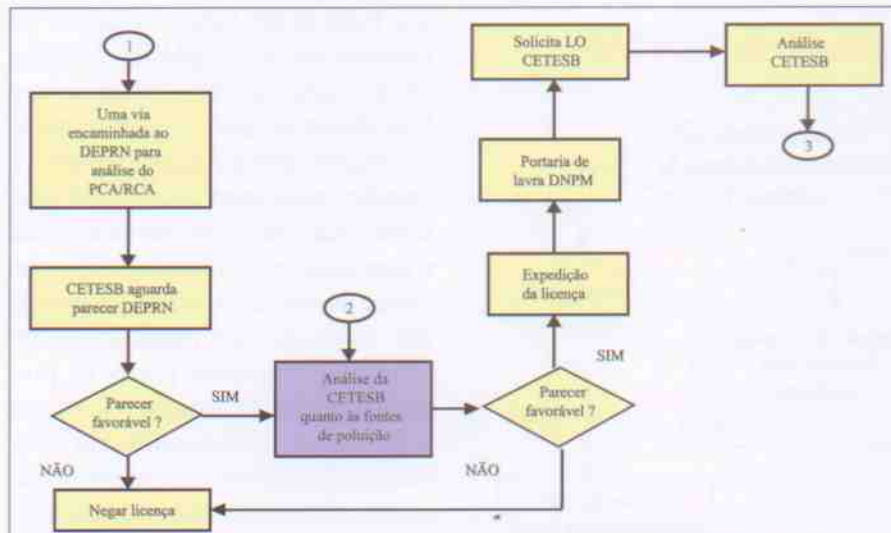 1
Uma via
encaminhada ao
DEPRN para
análise do
PCA/RCA
CETESB aguarda
parecer DEPRN
Parecer
favorável ?
SIM
NÃO
Negar licença
2
Análise da
CETESB
quanto às fontes
de poluição
Parecer
favorável ?
SIM
NÃO
Expedição
da licença
Portaria de
lavra DNPM
Solicita LO
CETESB
Análise
CETESB
3